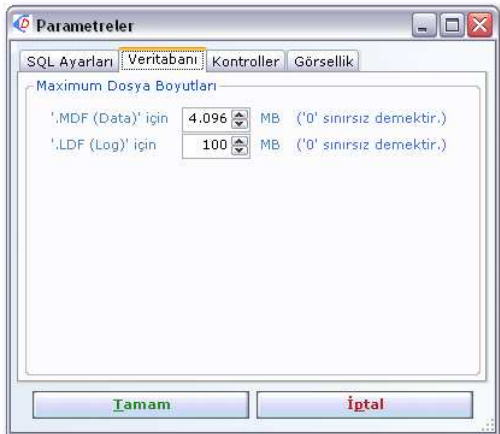 Parametreler
SQL Ayarları Veritabanı Kontroller Görsellik
Maximum Dosya Boyutları
'.MDF (Data)' için 4.096 MB ('0' sınırsız demektir.)
'.LDF (Log)' için 100 MB ('0' sınırsız demektir.)
Tamam İptal